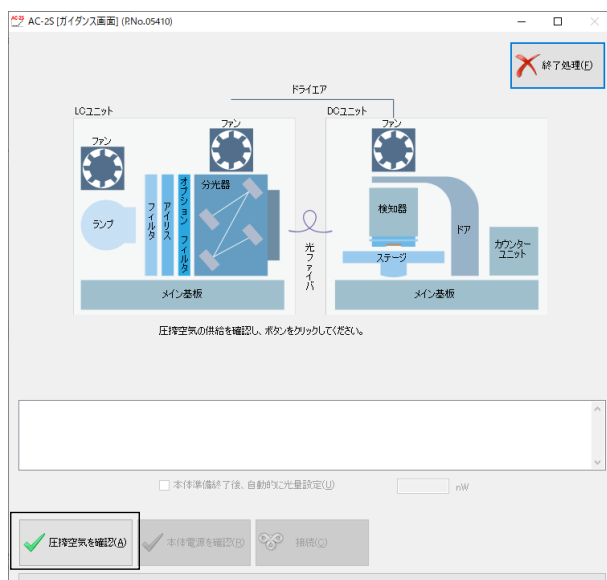 AC-2S [ガイダンス画面] (P.No.05410)
終了処理(F)
ドライエア
LCユニット
DCユニット
ファン
ファン
ファン
ランプ
フィルタ
アイリス
オプション フィルタ
分光器
光ファイバ
検知器
ステージ
ドア
カウンター
ユニット
メイン基板
メイン基板
圧搾空気の供給を確認し、ボタンをクリックしてください。
本体準備終了後、自動的に光量設定(U)
nW
圧搾空気を確認(A)
本体電源を確認(B)
接続(C)